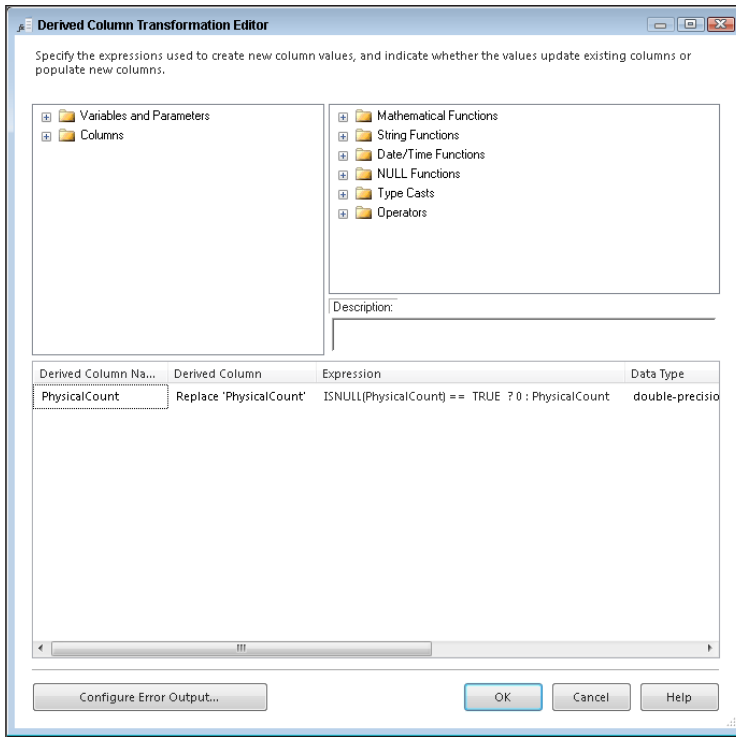 Derived Column Transformation Editor
Specify the expressions used to create new column values, and indicate whether the values update existing columns or
populate new columns.
Variables and Parameters
Columns
Mathematical Functions
String Functions
Date/Time Functions
NULL Functions
Type Casts
Operators
Description:
Derived Column Na... Derived Column Expression Data Type
PhysicalCount Replace 'PhysicalCount' ISNULL(PhysicalCount) == TRUE ? 0 : PhysicalCount double-precisio
Configure Error Output... OK Cancel Help